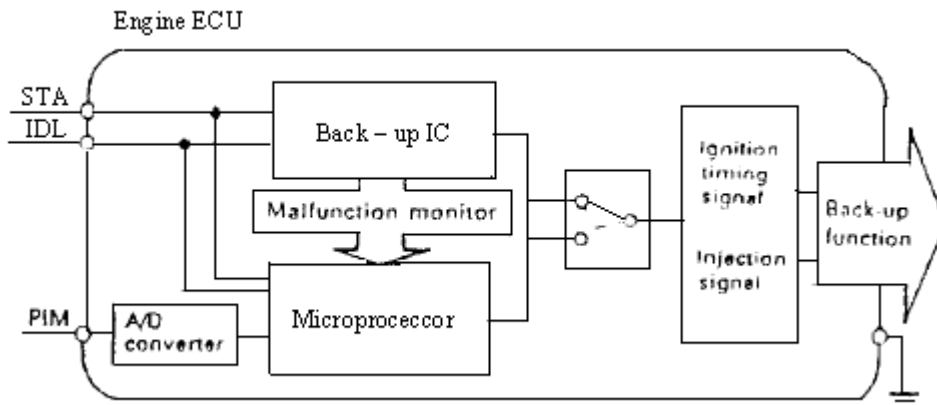 Engine ECU
STA
IDL
Back – up IC
Malfunction monitor
Microproceccor
PIM
A/D
converter
Ignition
timing
signal
Injection
signal
Back-up
function